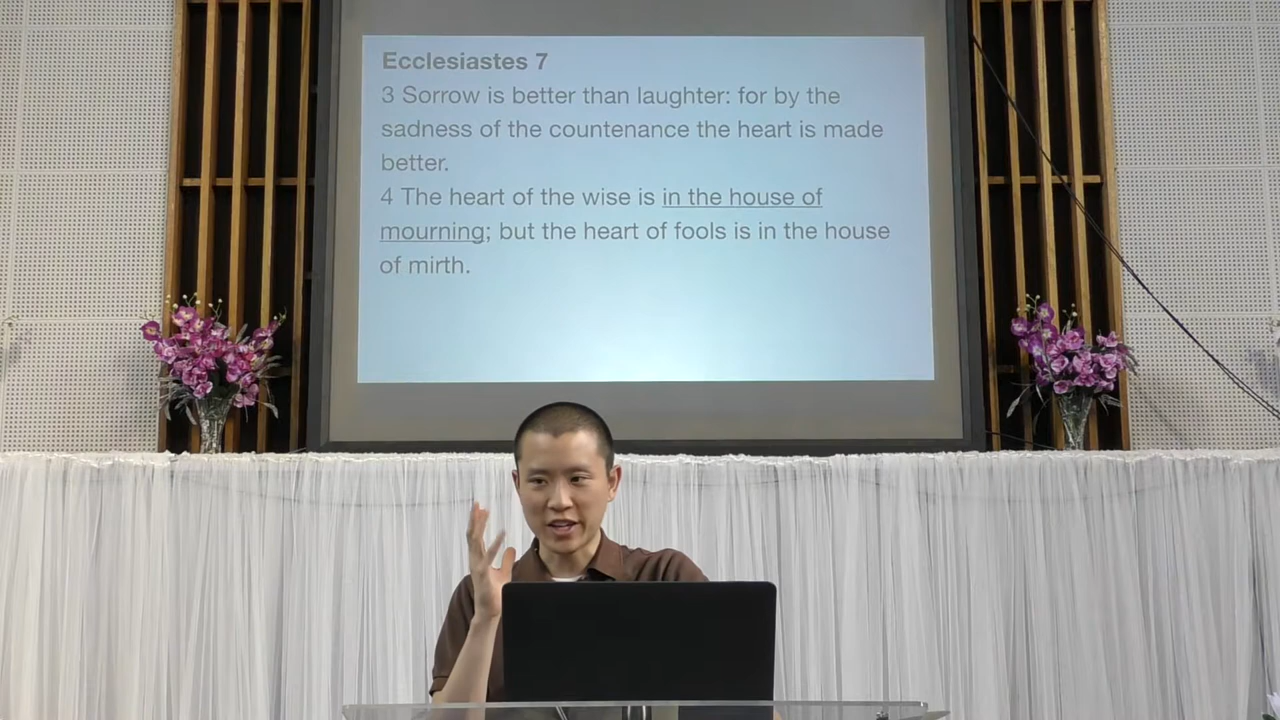 Ecclesiastes 7
3 Sorrow is better than laughter: for by the
sadness of the countenance the heart is made
better.
4 The heart of the wise is in the house of
mourning; but the heart of fools is in the house
of mirth.